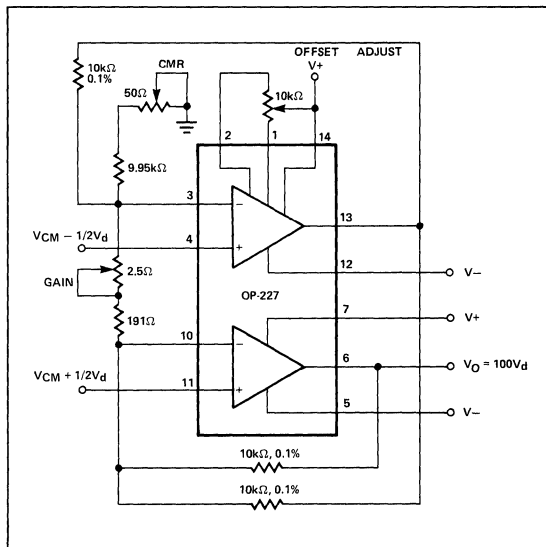 OFFSET ADJUST
V+
10kΩ
0.1%
CMR
50Ω
10kΩ
2
1
14
9.95kΩ
3
−
13
VCM − 1/2Vd
4
+
12
V−
GAIN
2.5Ω
OP-227
7
V+
191Ω
10
−
6
VO = 100Vd
VCM + 1/2Vd
11
+
5
V−
10kΩ, 0.1%
10kΩ, 0.1%